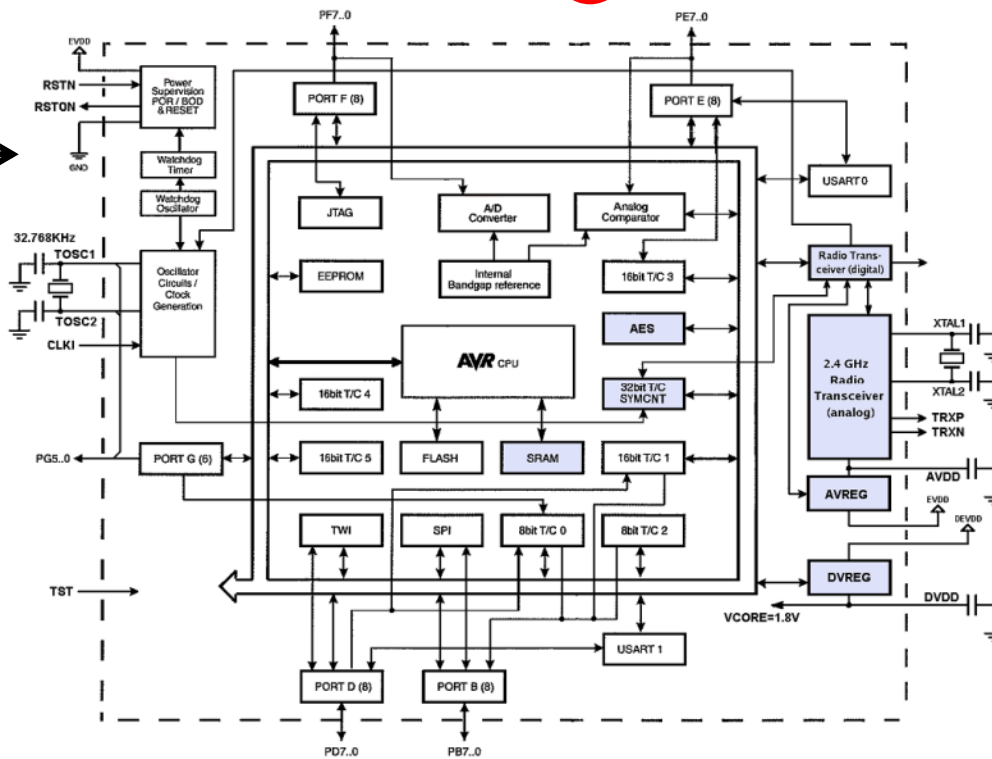 PF7..0
PE7..0
EVDD
RSTN
RSTON
GND
Power
Supervision
POR / BOD
& RESET
PORT F (8)
PORT E (8)
Watchdog
Timer
Watchdog
Oscillator
USART 0
JTAG
A/D
Converter
Analog
Comparator
32.768KHz
TOSC1
TOSC2
CLKI
Oscillator
Circuits /
Clock
Generation
EEPROM
Internal
Bandgap reference
16bit T/C 3
Radio Trans-
ceiver (digital)
AES
XTAL1
XTAL2
AVR CPU
2.4 GHz
Radio
Transceiver
(analog)
16bit T/C 4
32bit T/C
SYMCNT
TRXP
TRXN
PG5..0
PORT G (6)
16bit T/C 5
FLASH
SRAM
16bit T/C 1
AVDD
AVREG
EVDD
DEVDD
TWI
SPI
8bit T/C 0
8bit T/C 2
DVREG
TST
VCORE=1.8V
DVDD
USART 1
PORT D (8)
PORT B (8)
PD7..0
PB7..0